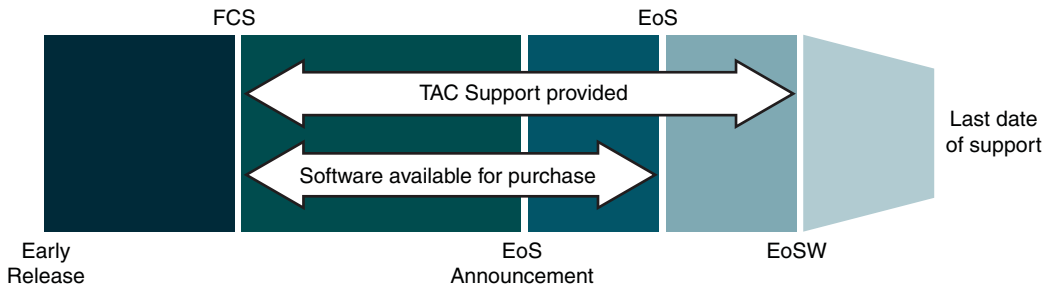 FCS
EoS
TAC Support provided
Software available for purchase
Last date
of support
Early
Release
EoS
Announcement
EoSW